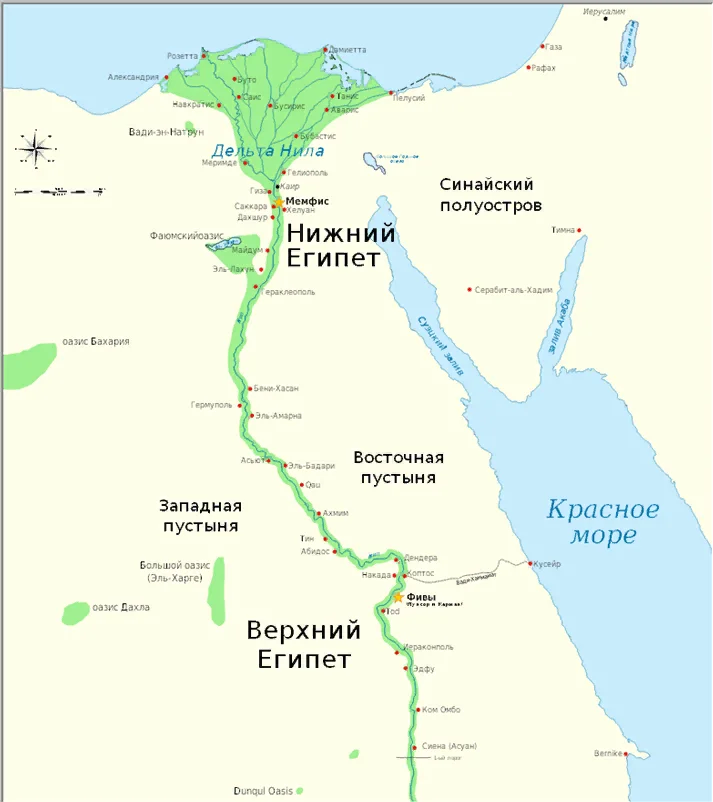 Иерусалим
Газа
Дамиетта
Розетта
Рафах
Александрия
Буто
Саис
Танис
Пелусий
Навкратис
Бусирис
Аварис
Вади-эн-Натрун
Бубастис
Дельта Нила
Меримде
Гелиополь
Синайский
полуостров
Гиза
Каир
Мемфис
Саккара
Хелуан
Дахшур
Нижний
Египет
Фаюмскийоазис
Тимна
Майдум
Эль-Лахун
Гераклеополь
Серабит-аль-Хадим
Суэцкий залив
залив Акаба
оазис Бахария
Бени-Хасан
Гермуполь
Эль-Амарна
Восточная
пустыня
Асьют
Эль-Бадари
Qau
Западная
пустыня
Красное
море
Ахмим
Тин
Абидос
Дендера
Кусейр
Большой оазис
(Эль-Харге)
Накада
Коптос
Вади-Хаммамат
Фивы
оазис Дахла
Tod
Верхний
Египет
Иераконполь
Эдфу
Ком Омбо
Сиена (Асуан)
Bernike
Dunqul Oasis